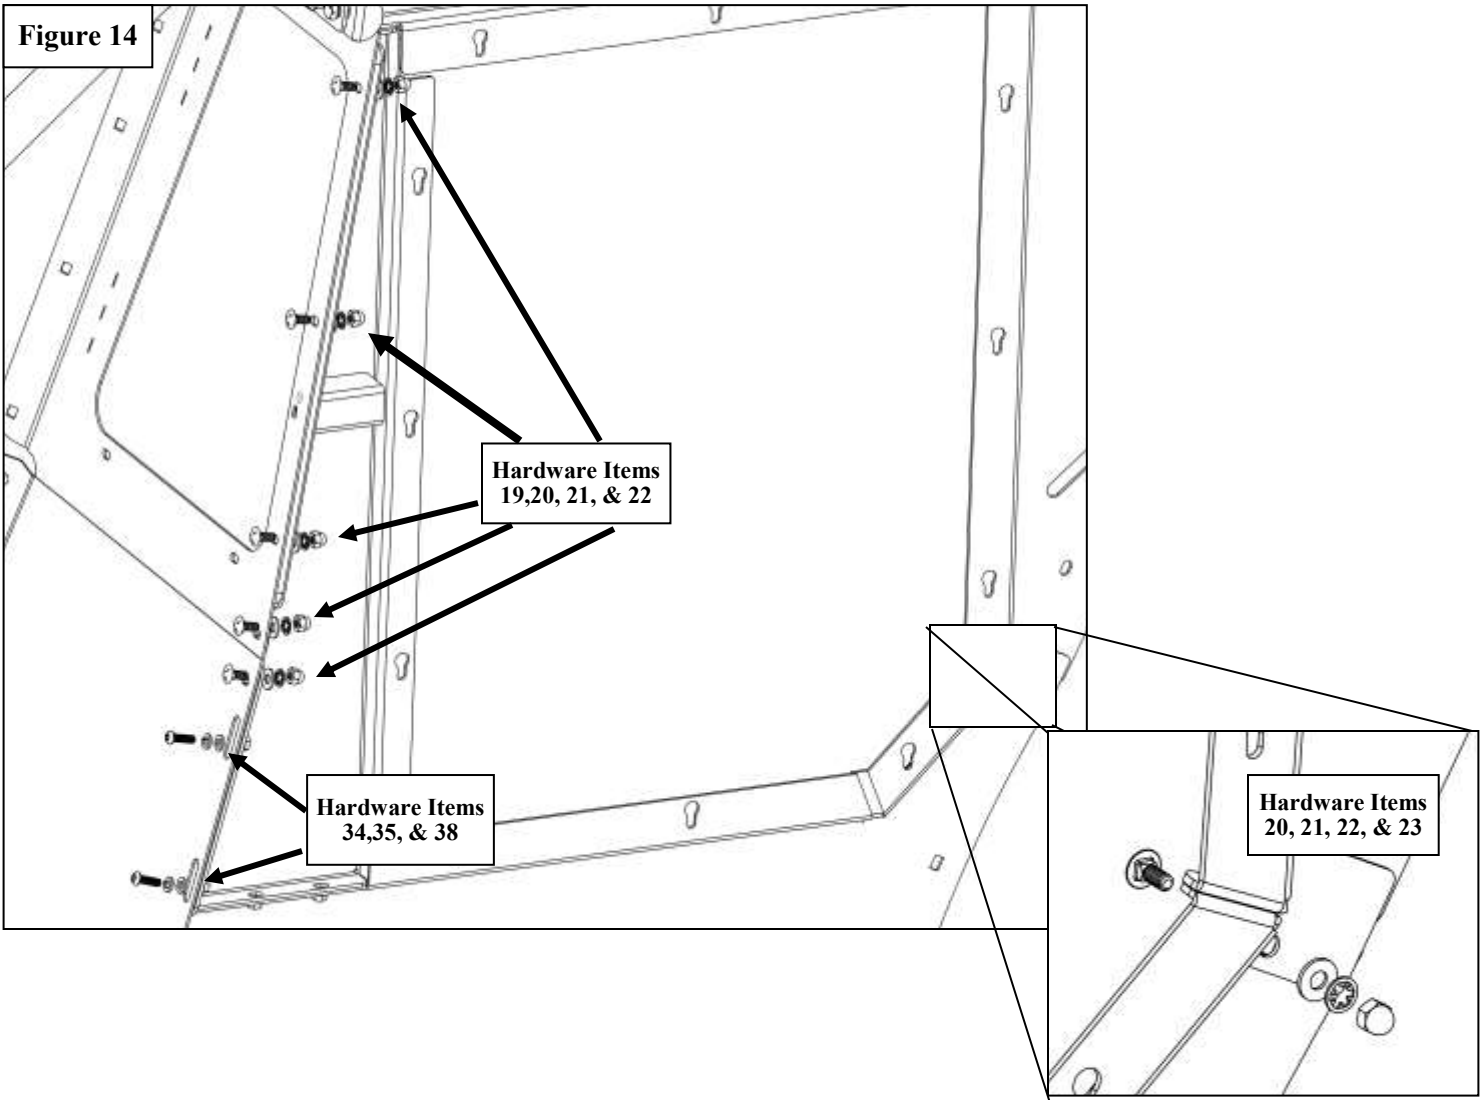 Figure 14
Hardware Items
19,20, 21, & 22
Hardware Items
34,35, & 38
Hardware Items
20, 21, 22, & 23